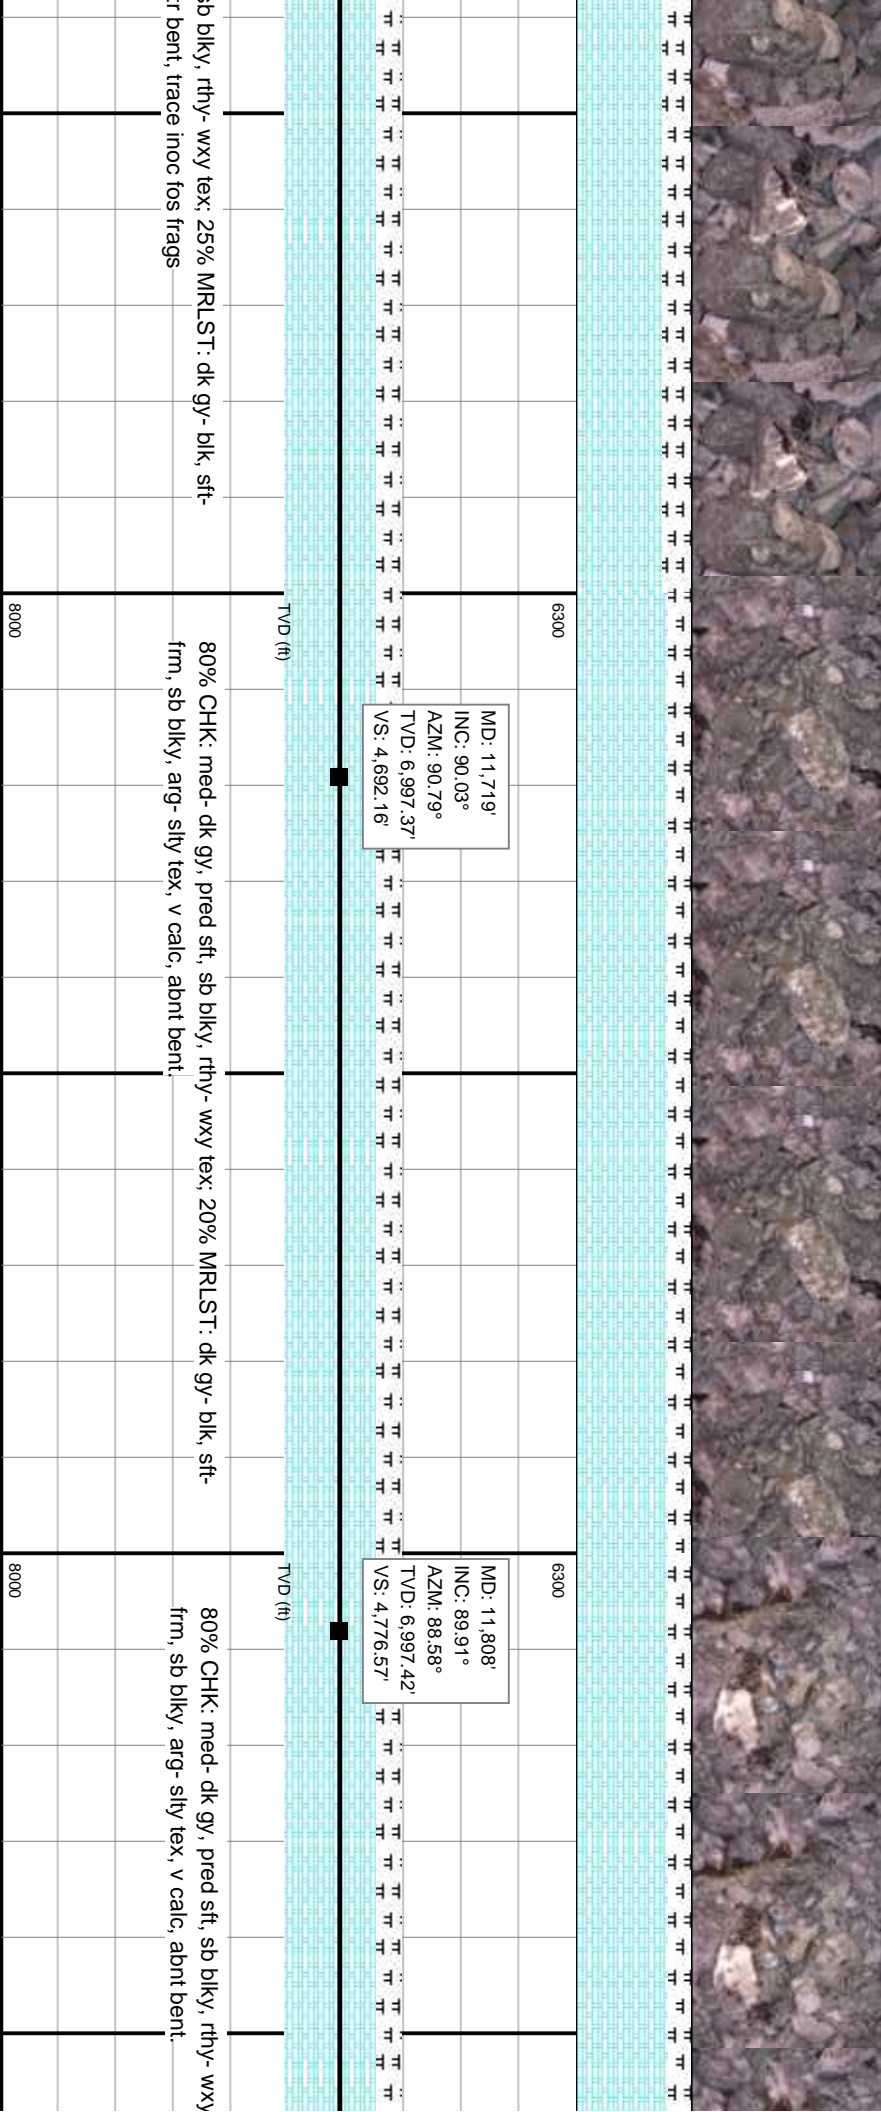 sb blky, rthy- wxy tex; 25% MRLST: dk gy- blk, sft-
bent, trace inoc fos frags
6300
TVD (ft)
8000
80% CHK: med- dk gy, pred sft, sb blky, rthy- wxy tex; 20% MRLST: dk gy- blk, sft-
frm, sb blky, arg- slty tex, v calc, abnt bent.
MD: 11,719'
INC: 90.03°
AZM: 90.79°
TVD: 6,997.37'
VS: 4,692.16'
6300
TVD (ft)
8000
MD: 11,808'
INC: 89.91°
AZM: 88.58°
TVD: 6,997.42'
VS: 4,776.57'
80% CHK: med- dk gy, pred sft, sb blky, rthy- wxy
frm, sb blky, arg- slty tex, v calc, abnt bent.